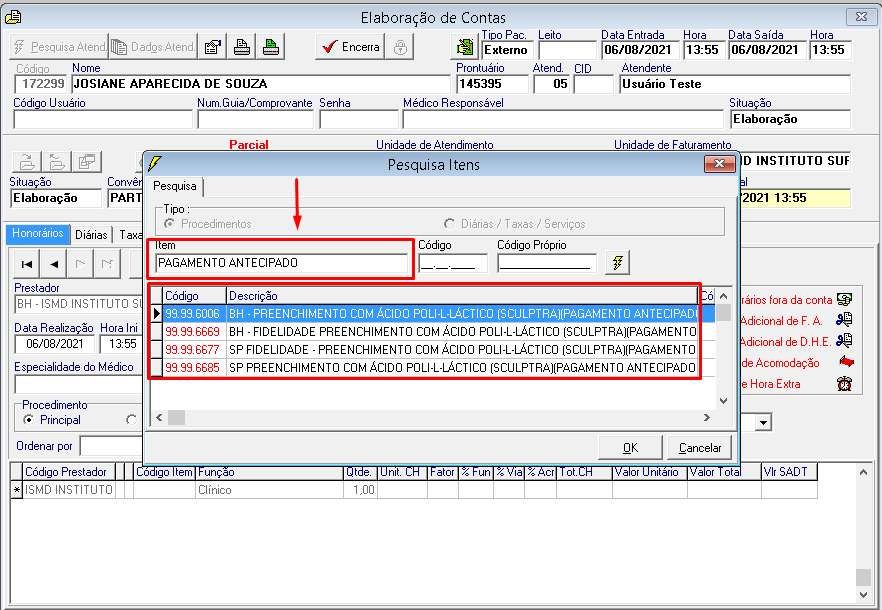 Elaboração de Contas
Pesquisa Atend.
Dados Atend.
Encerra
Tipo Pac.
Leito
Data Entrada
Hora
Data Saída
Hora
Externo
06/08/2021
13:55
06/08/2021
13:55
Código
Nome
Prontuário
Atend.
CID
Atendente
172299
JOSIANE APARECIDA DE SOUZA
145395
05
Usuário Teste
Código Usuário
Num.Guia/Comprovante
Senha
Médico Responsável
Situação
Elaboração
Parcial
Unidade de Atendimento
Unidade de Faturamento
MD INSTITUTO SUF
Situação
Convên
Elaboração
PART
/2021 13:55
Pesquisa Itens
Pesquisa
Tipo :
Procedimentos
Diárias / Taxas / Serviços
Item
Código
Código Próprio
PAGAMENTO ANTECIPADO
__.__.____
Código
Descrição
Có
99.99.6006
BH - PREENCHIMENTO COM ÁCIDO POLI-L-LÁCTICO (SCULPTRA)(PAGAMENTO ANTECIPADO
99.99.6669
BH - FIDELIDADE PREENCHIMENTO COM ÁCIDO POLI-L-LÁCTICO (SCULPTRA)(PAGAMENTO
99.99.6677
SP FIDELIDADE - PREENCHIMENTO COM ÁCIDO POLI-L-LÁCTICO (SCULPTRA)(PAGAMENTO
99.99.6685
SP PREENCHIMENTO COM ÁCIDO POLI-L-LÁCTICO (SCULPTRA)(PAGAMENTO ANTECIPADO
OK
Cancelar
Honorários
Diárias
Taxa
Prestador
BH - ISMD INSTITUTO SU
Data Realização
Hora Ini
06/08/2021
13:55
Especialidade do Médico
Procedimento
Principal
Ordenar por
rários fora da conta
Adicional de F. A.
Adicional de D.H.E.
de Acomodação
e Hora Extra
Código Prestador
Código Item
Função
Qtde.
Unit. CH
Fator
% Fun
% Via
% Acr
Tot.CH
Valor Unitário
Valor Total
Vlr SADT
* ISMD INSTITUTO
Clínico
1,00